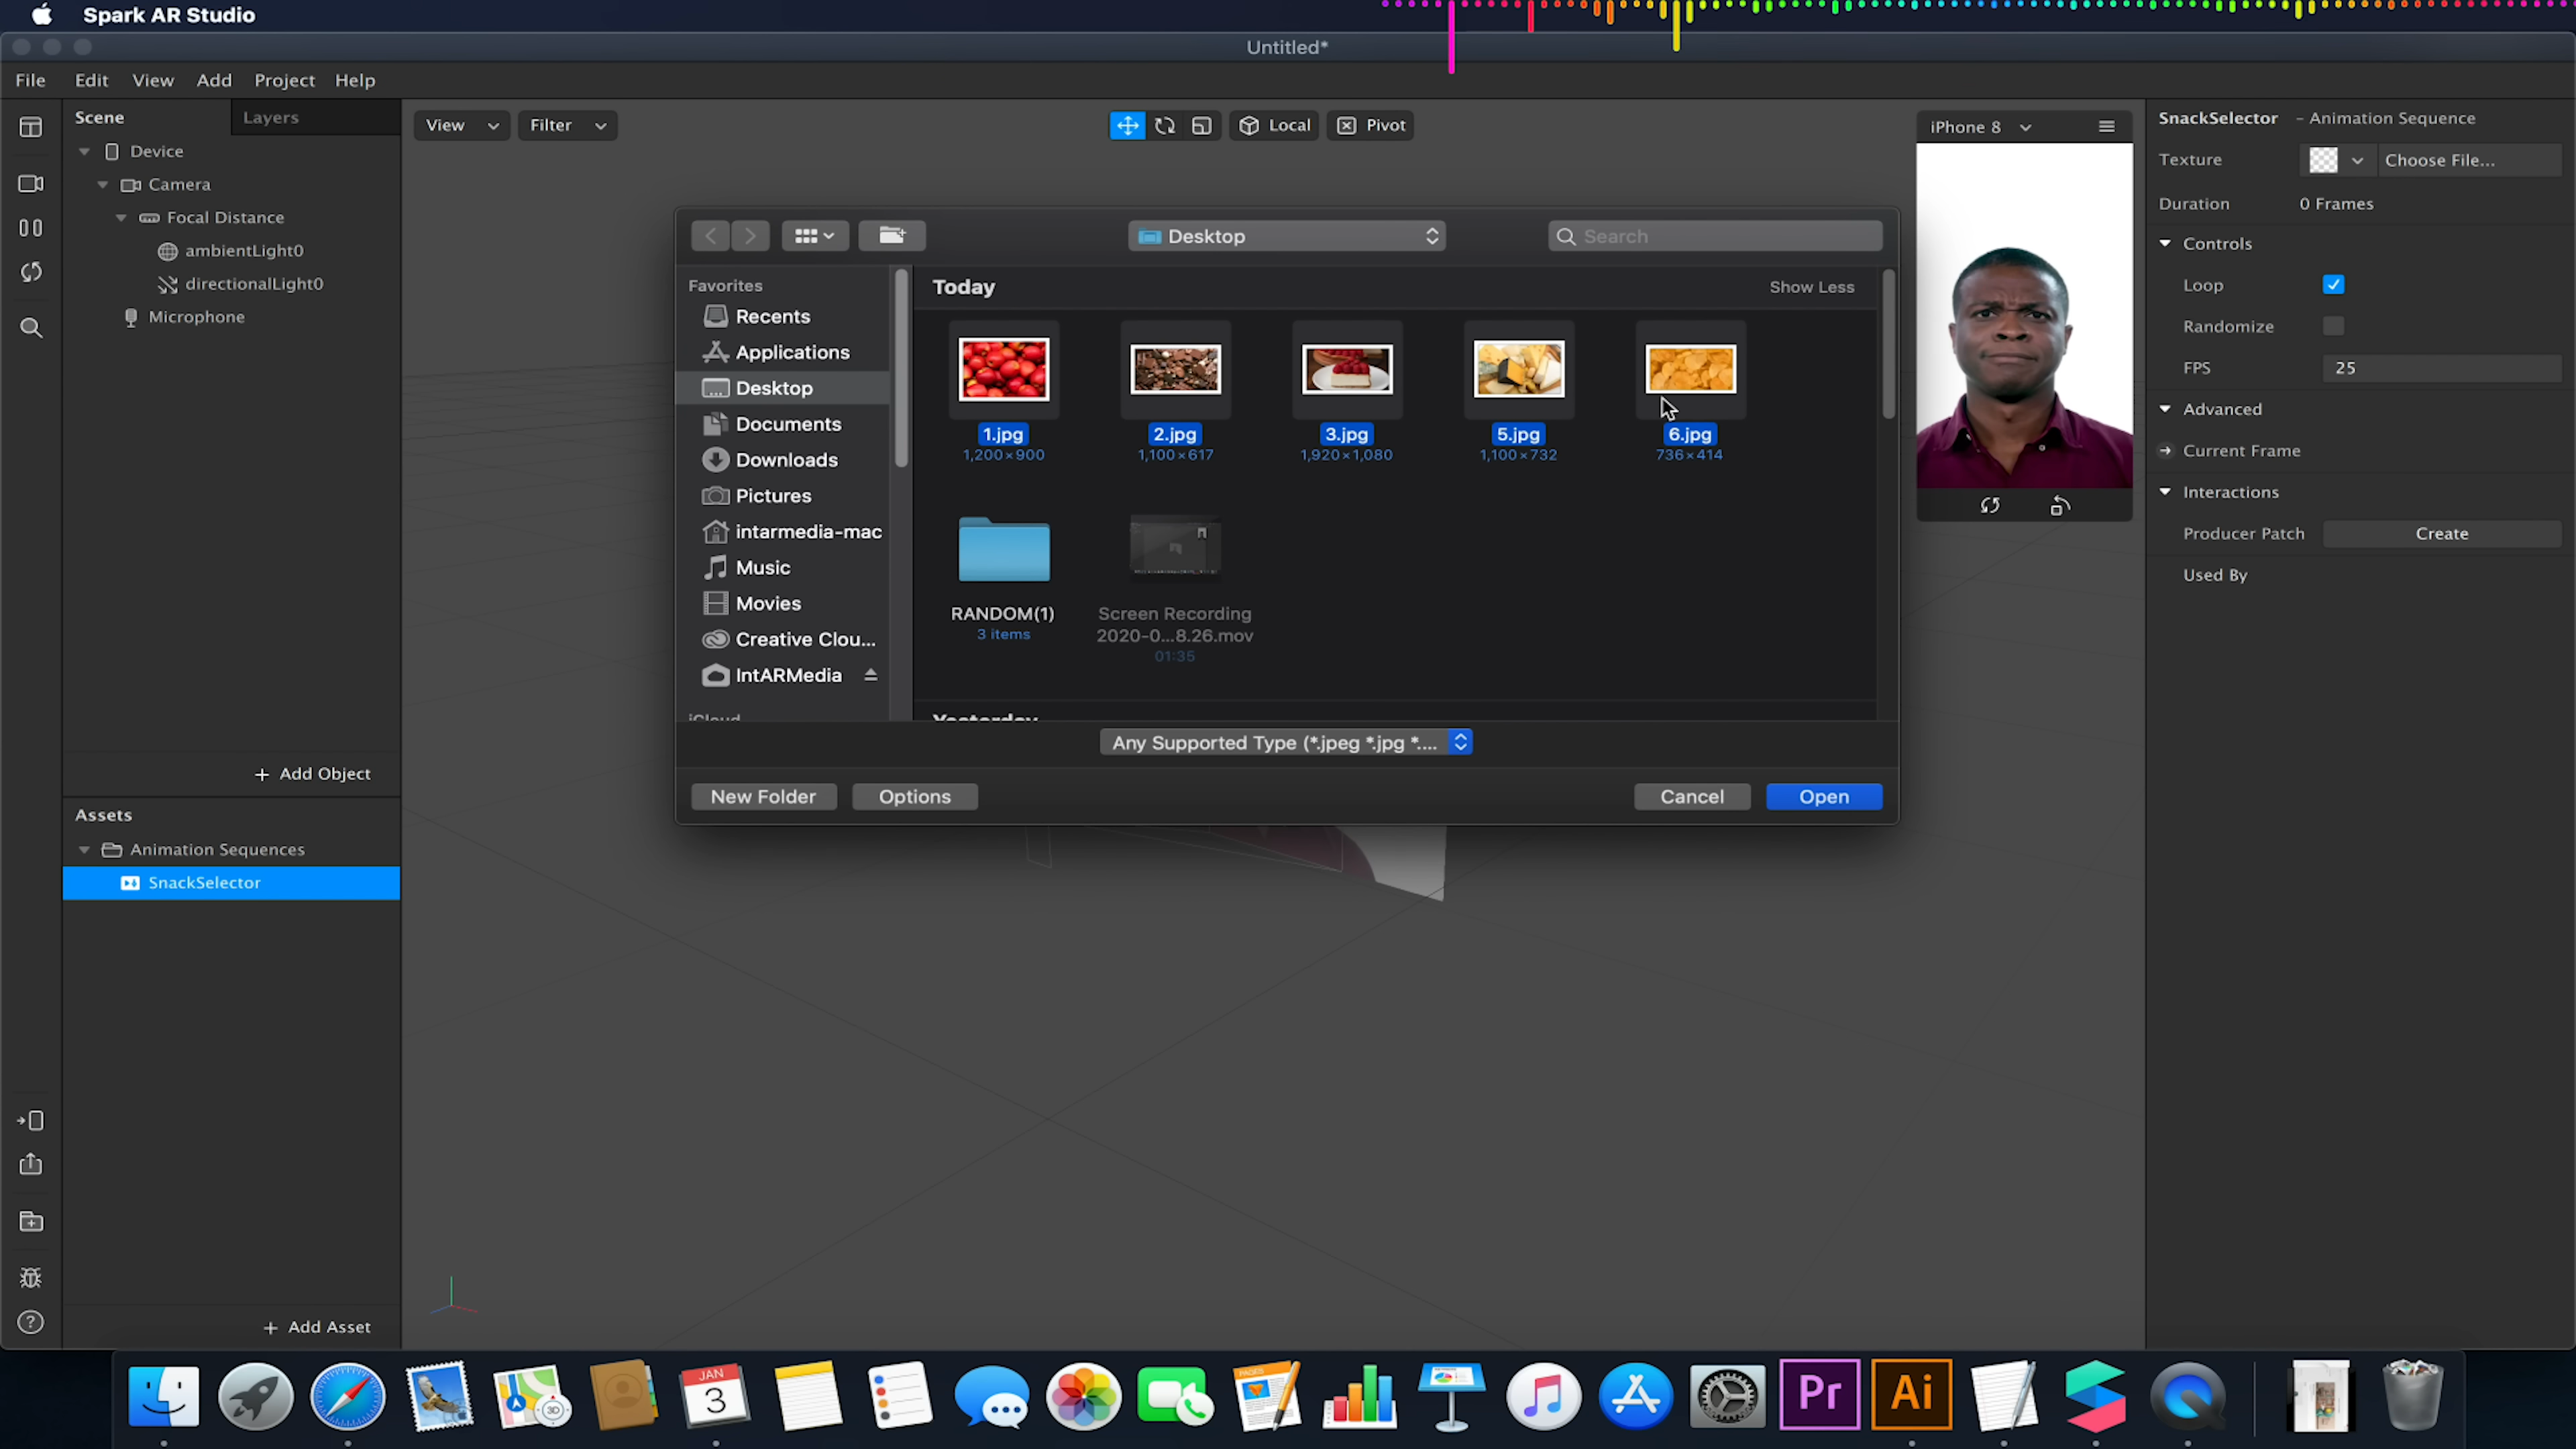 Spark AR Studio
Untitled*
File Edit View Add Project Help
Scene Layers
Device
Camera
Focal Distance
ambientLight0
directionalLight0
Microphone
+ Add Object
Assets
Animation Sequences
SnackSelector
+ Add Asset
View Filter
Local Pivot
Desktop
Search
Favorites
Recents
Applications
Desktop
Documents
Downloads
Pictures
intarmedia-mac
Music
Movies
Creative Clou...
IntARMedia
iCloud
Today Show Less
1.jpg 2.jpg 3.jpg 5.jpg 6.jpg
1,200×900 1,100×617 1,920×1,080 1,100×732 736×414
RANDOM(1)
3 items
Screen Recording
2020-0...8.26.mov
01:35
Yesterday
Any Supported Type (*.jpeg *.jpg *....
New Folder Options Cancel Open
iPhone 8
SnackSelector - Animation Sequence
Texture Choose File...
Duration 0 Frames
Controls
Loop
Randomize
FPS 25
Advanced
Current Frame
Interactions
Producer Patch Create
Used By
JAN
3
3D
PAGES
Pr
Ai